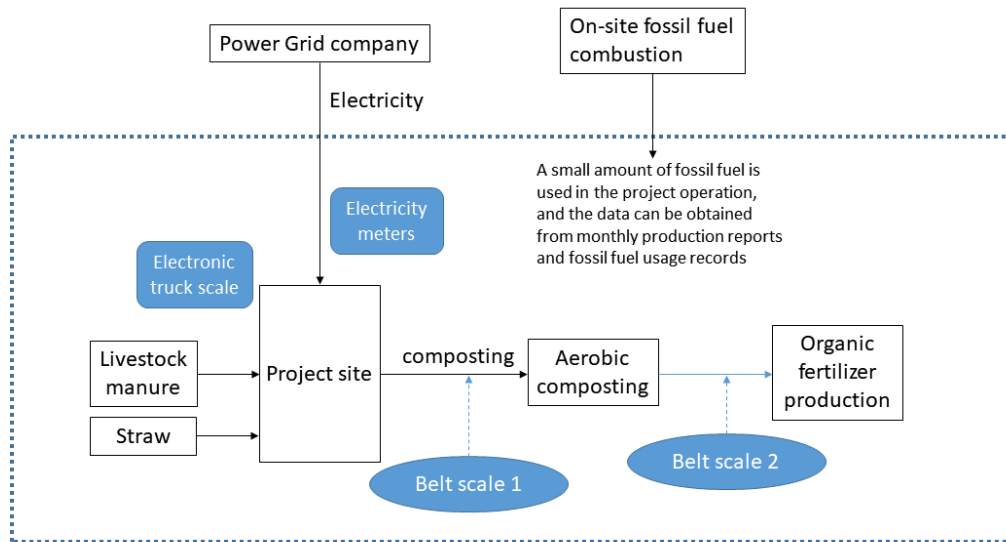 Power Grid company
On-site fossil fuel
combustion
Electricity
A small amount of fossil fuel is
used in the project operation,
and the data can be obtained
from monthly production reports
and fossil fuel usage records
Electricity
meters
Electronic
truck scale
Livestock
manure
Straw
Project site
composting
Aerobic
composting
Organic
fertilizer
production
Belt scale 1
Belt scale 2